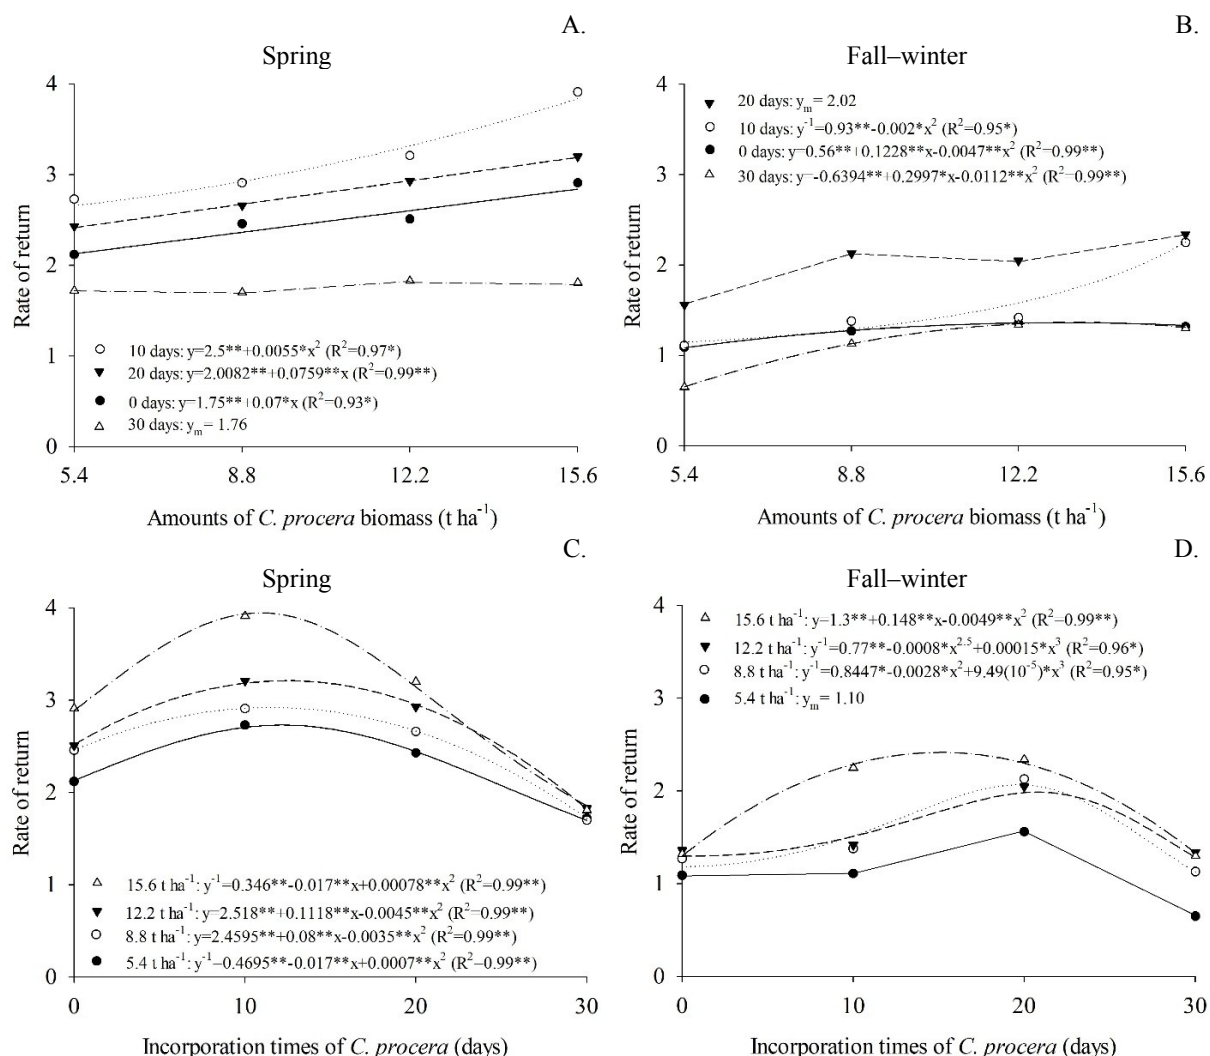 A.
Spring
4
3
2
1
0
Rate of return
10 days: y=2.5**+0.0055*x² (R²=0.97*)
20 days: y=2.0082**+0.0759**x (R²=0.99**)
0 days: y=1.75**+0.07*x (R²=0.93*)
30 days: yₘ= 1.76
5.4 8.8 12.2 15.6
Amounts of C. procera biomass (t ha⁻¹)
B.
Fall–winter
4
3
2
1
0
Rate of return
20 days: yₘ= 2.02
10 days: y⁻¹=0.93**-0.002*x² (R²=0.95*)
0 days: y=0.56**+0.1228**x-0.0047**x² (R²=0.99**)
30 days: y=-0.6394**+0.2997*x-0.0112**x² (R²=0.99**)
5.4 8.8 12.2 15.6
Amounts of C. procera biomass (t ha⁻¹)
C.
Spring
4
3
2
1
0
Rate of return
15.6 t ha⁻¹: y⁻¹=0.346**-0.017**x+0.00078**x² (R²=0.99**)
12.2 t ha⁻¹: y=2.518**+0.1118**x-0.0045**x² (R²=0.99**)
8.8 t ha⁻¹: y=2.4595**+0.08**x-0.0035**x² (R²=0.99**)
5.4 t ha⁻¹: y⁻¹=0.4695**-0.017**x+0.0007**x² (R²=0.99**)
0 10 20 30
Incorporation times of C. procera (days)
D.
Fall–winter
4
3
2
1
0
Rate of return
15.6 t ha⁻¹: y=1.3**+0.148**x-0.0049**x² (R²=0.99**)
12.2 t ha⁻¹: y⁻¹=0.77**-0.0008*x²·⁵+0.00015*x³ (R²=0.96*)
8.8 t ha⁻¹: y⁻¹=0.8447*-0.0028*x²+9.49(10⁻⁵)*x³ (R²=0.95*)
5.4 t ha⁻¹: yₘ= 1.10
0 10 20 30
Incorporation times of C. procera (days)